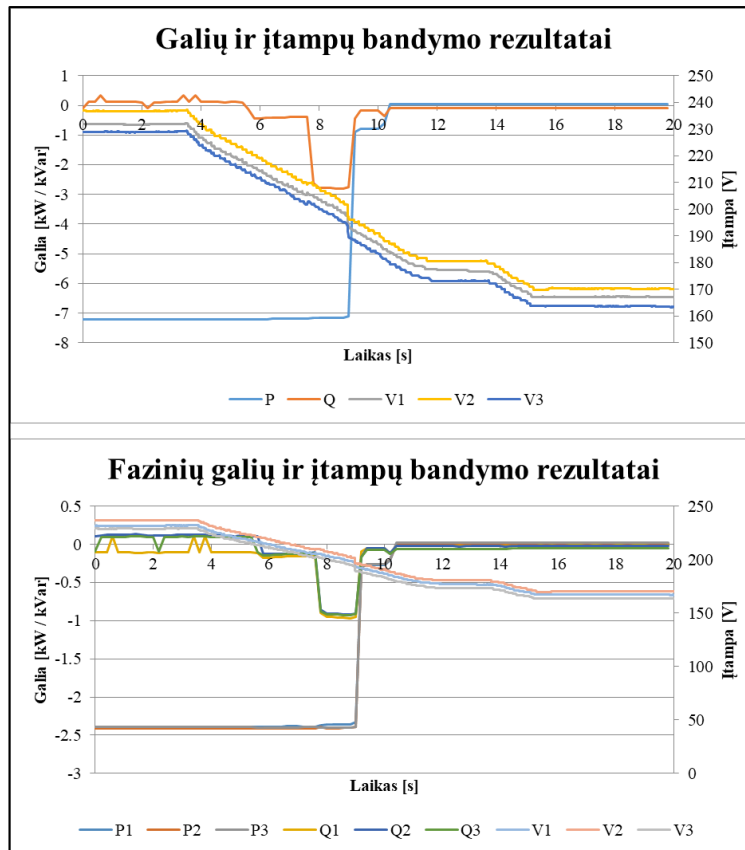 Galių ir įtampų bandymo rezultatai
1
0
-1
-2
-3
-4
-5
-6
-7
-8
Galia [kW / kVar]
0 2 4 6 8 10 12 14 16 18 20
250
240
230
220
210
200
190
180
170
160
150
Įtampa [V]
Laikas [s]
P Q V1 V2 V3
Fazinių galių ir įtampų bandymo rezultatai
0.5
0
-0.5
-1
-1.5
-2
-2.5
-3
Galia [kW / kVar]
0 2 4 6 8 10 12 14 16 18 20
250
200
150
100
50
0
Įtampa [V]
Laikas [s]
P1 P2 P3 Q1 Q2 Q3 V1 V2 V3